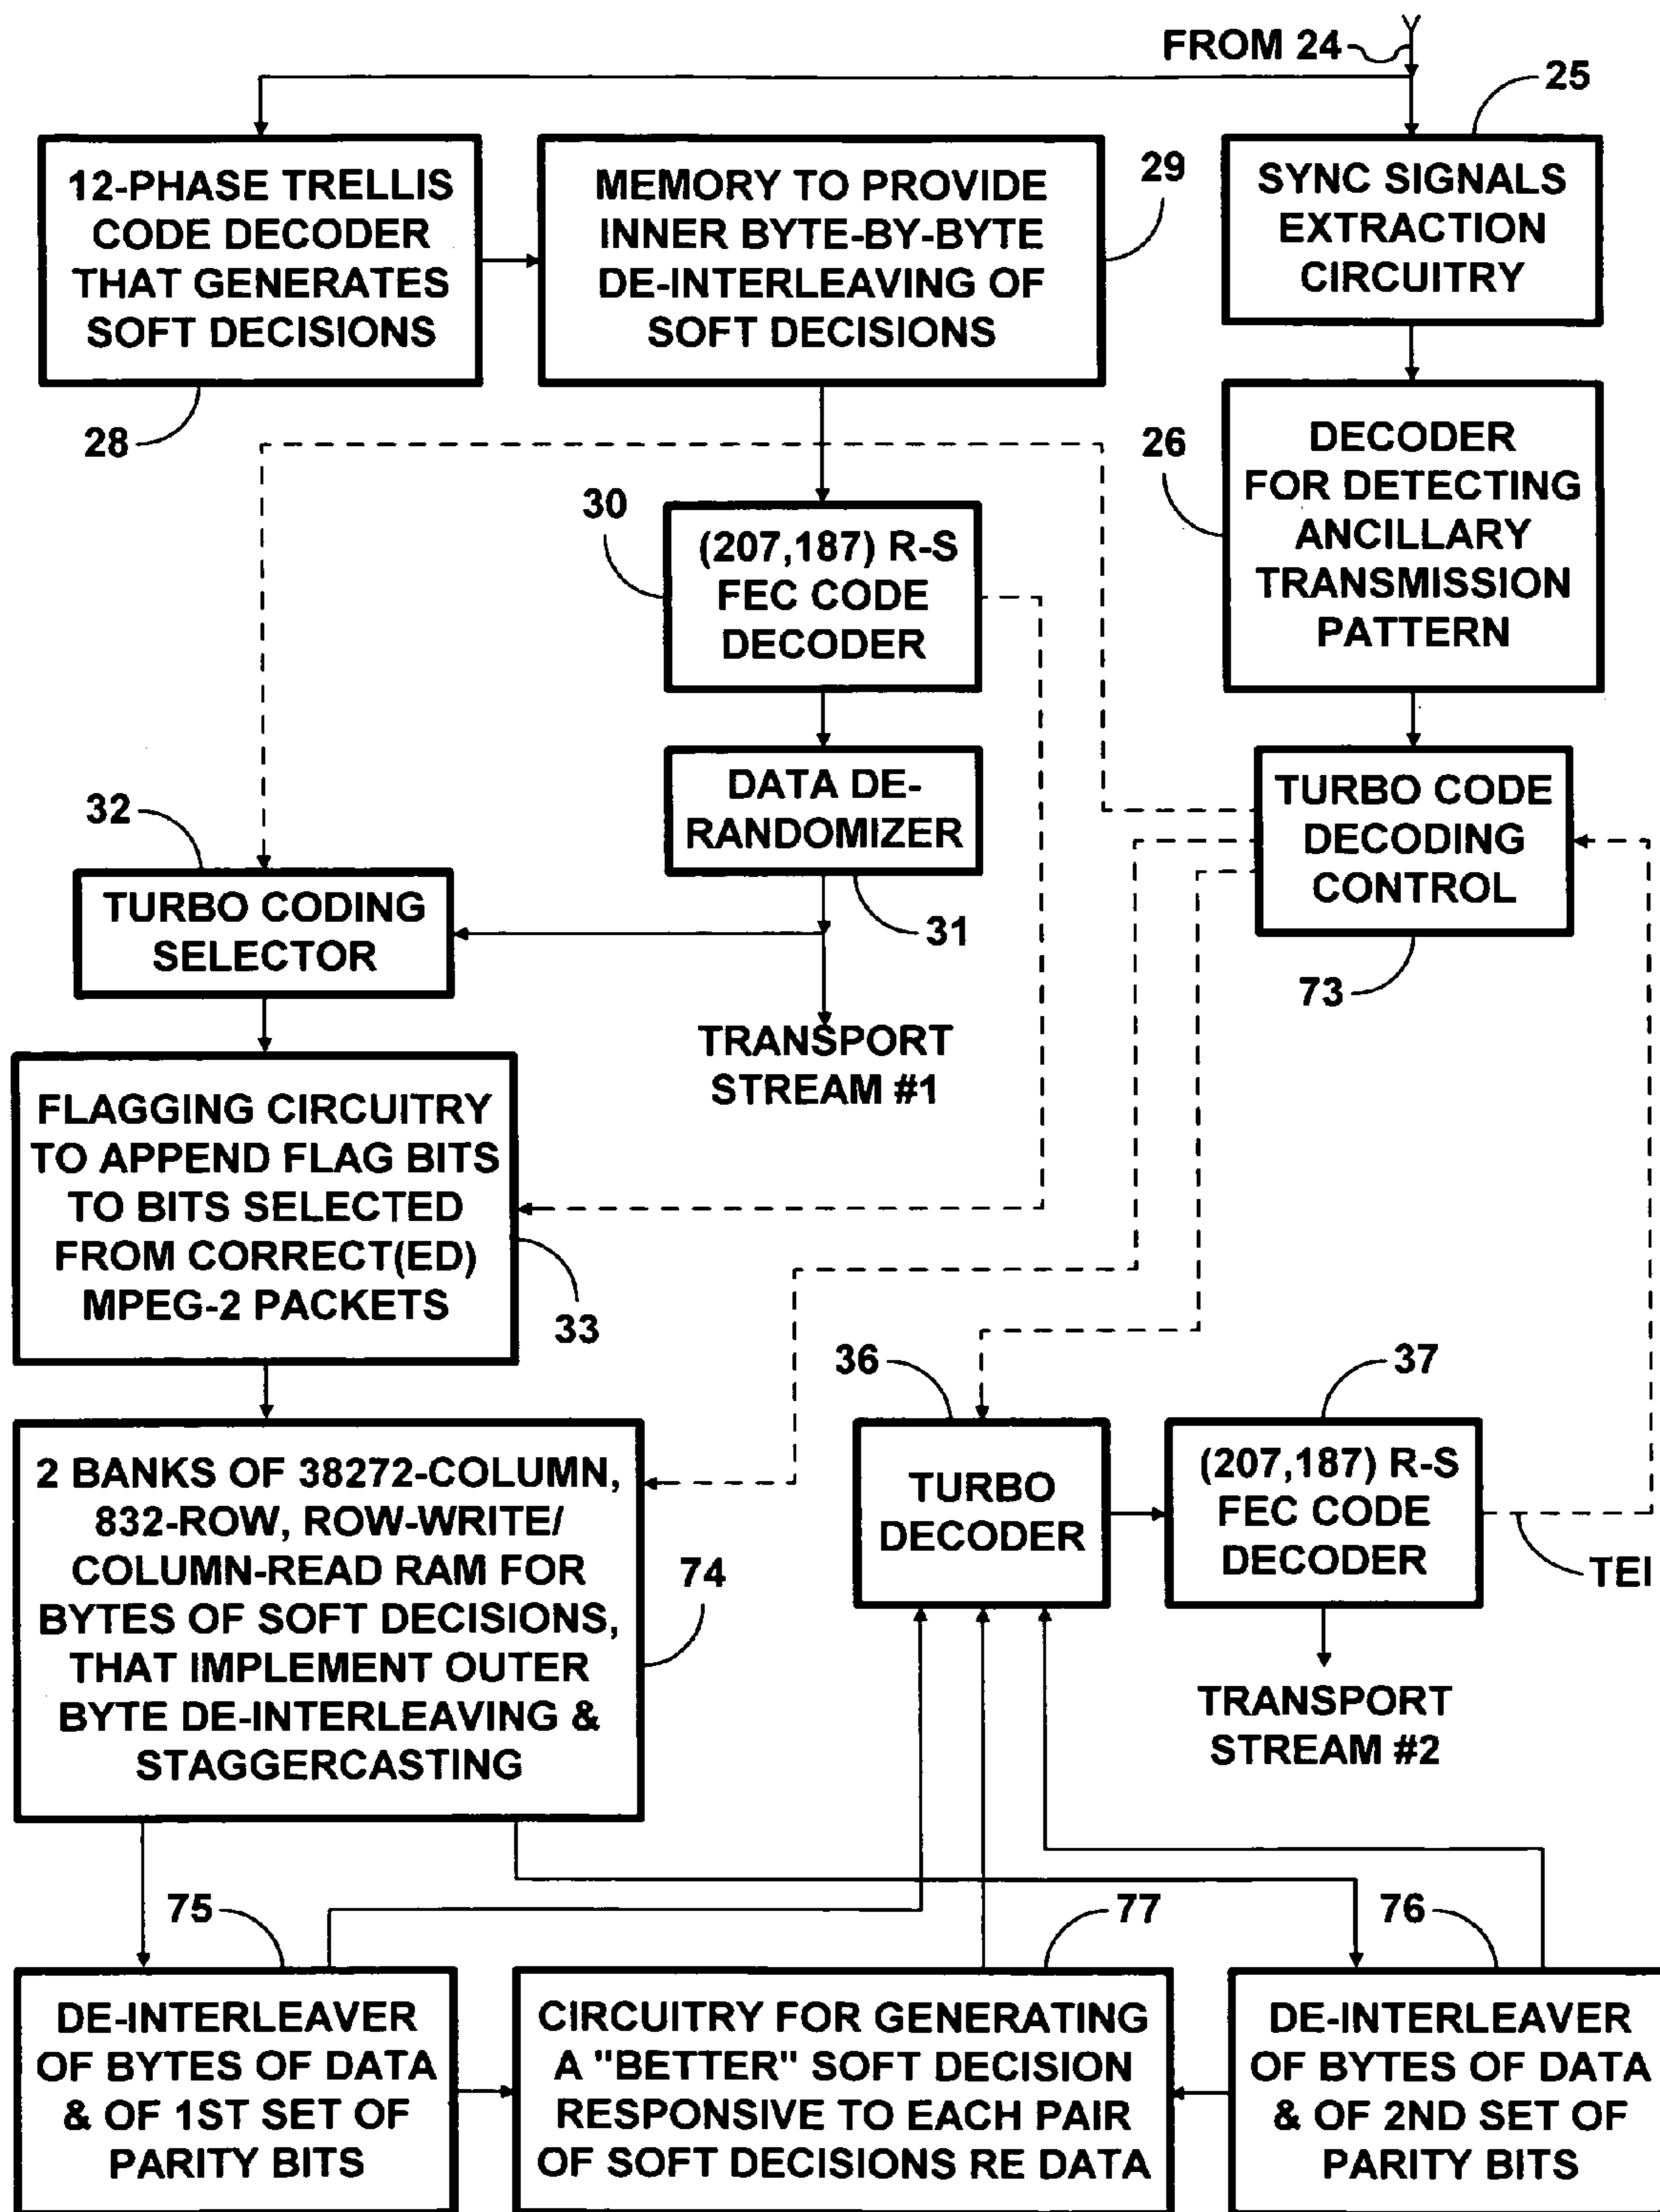 FROM 24
25
12-PHASE TRELLIS
CODE DECODER
THAT GENERATES
SOFT DECISIONS
28
MEMORY TO PROVIDE
INNER BYTE-BY-BYTE
DE-INTERLEAVING OF
SOFT DECISIONS
29
SYNC SIGNALS
EXTRACTION
CIRCUITRY
26
DECODER
FOR DETECTING
ANCILLARY
TRANSMISSION
PATTERN
30
(207,187) R-S
FEC CODE
DECODER
DATA DE-
RANDOMIZER
31
TURBO CODE
DECODING
CONTROL
73
32
TURBO CODING
SELECTOR
TRANSPORT
STREAM #1
FLAGGING CIRCUITRY
TO APPEND FLAG BITS
TO BITS SELECTED
FROM CORRECT(ED)
MPEG-2 PACKETS
33
36
37
2 BANKS OF 38272-COLUMN,
832-ROW, ROW-WRITE/
COLUMN-READ RAM FOR
BYTES OF SOFT DECISIONS,
THAT IMPLEMENT OUTER
BYTE DE-INTERLEAVING &
STAGGERCASTING
74
TURBO
DECODER
(207,187) R-S
FEC CODE
DECODER
TEI
TRANSPORT
STREAM #2
75
77
76
DE-INTERLEAVER
OF BYTES OF DATA
& OF 1ST SET OF
PARITY BITS
CIRCUITRY FOR GENERATING
A "BETTER" SOFT DECISION
RESPONSIVE TO EACH PAIR
OF SOFT DECISIONS RE DATA
DE-INTERLEAVER
OF BYTES OF DATA
& OF 2ND SET OF
PARITY BITS